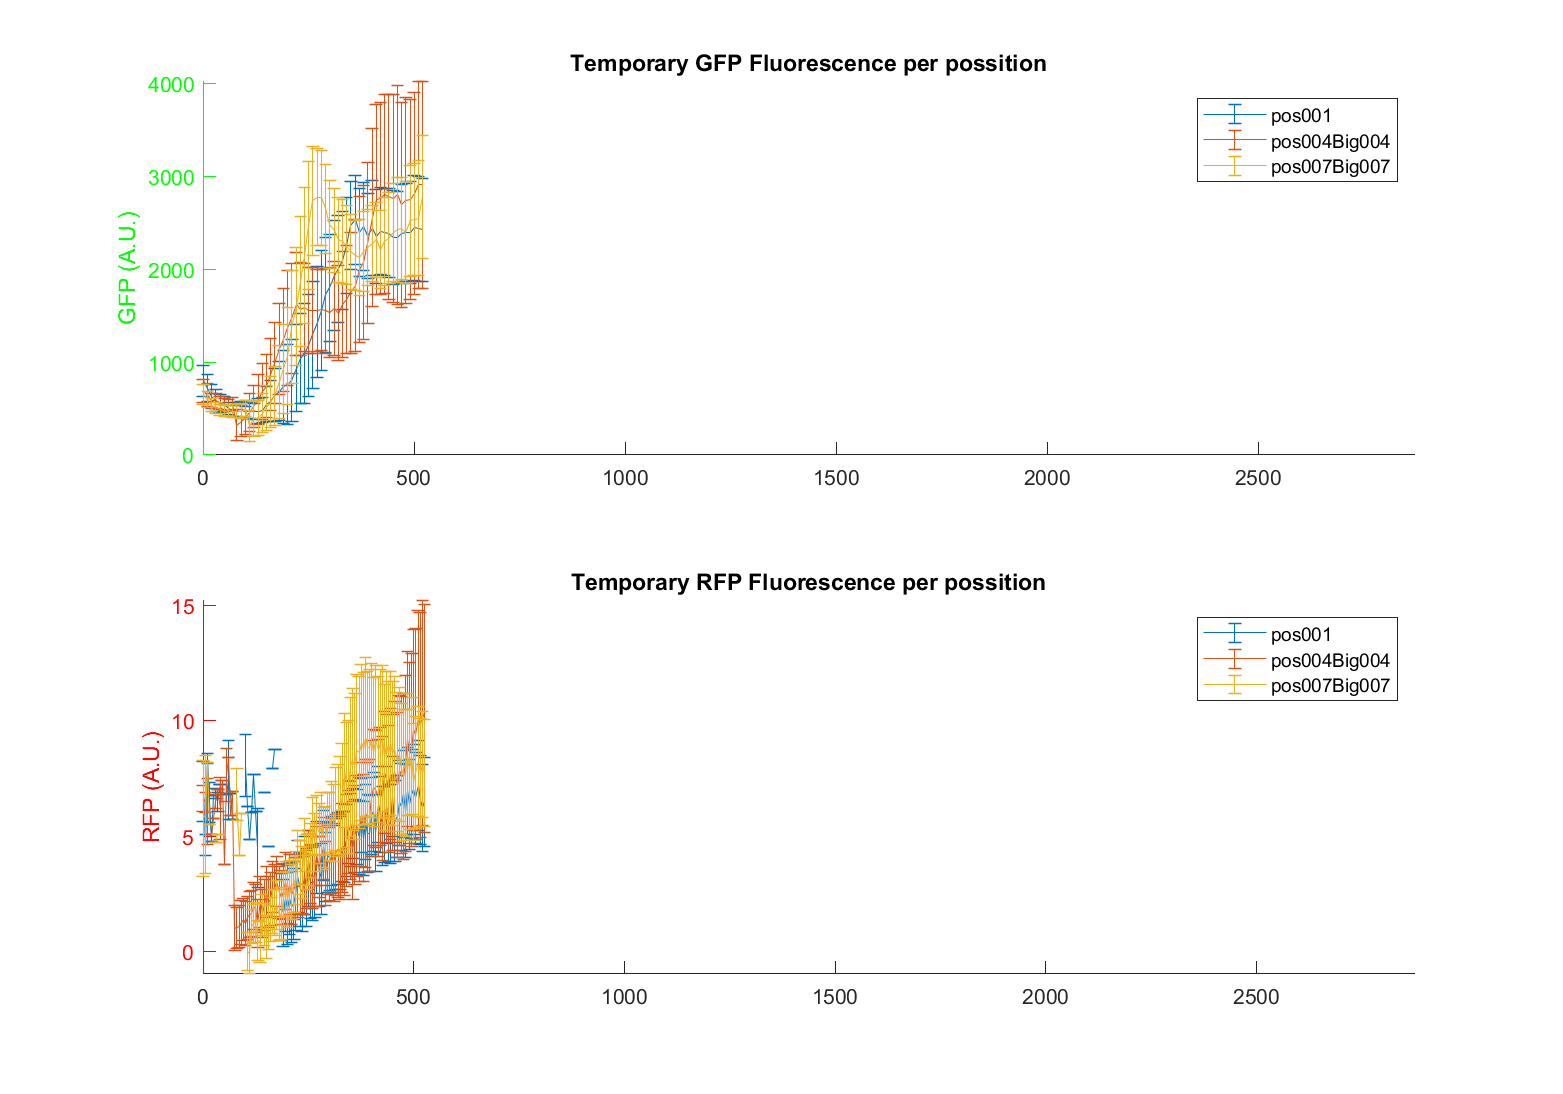 Temporary GFP Fluorescence per possition
GFP (A.U.)
4000
3000
2000
1000
0
0 500 1000 1500 2000 2500
pos001
pos004Big004
pos007Big007
Temporary RFP Fluorescence per possition
RFP (A.U.)
15
10
5
0
0 500 1000 1500 2000 2500
pos001
pos004Big004
pos007Big007